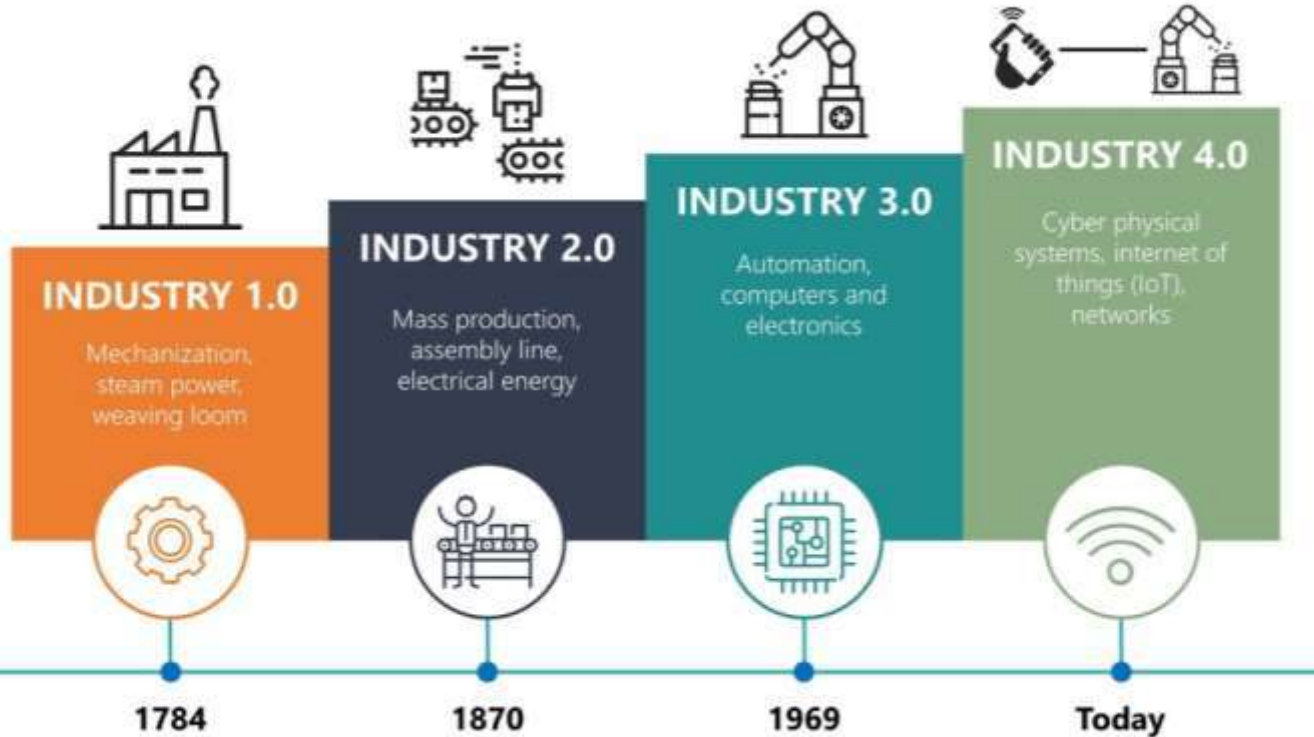 INDUSTRY 1.0
Mechanization,
steam power,
weaving loom
INDUSTRY 2.0
Mass production,
assembly line,
electrical energy
INDUSTRY 3.0
Automation,
computers and
electronics
INDUSTRY 4.0
Cyber physical
systems, internet of
things (IoT),
networks
1784
1870
1969
Today